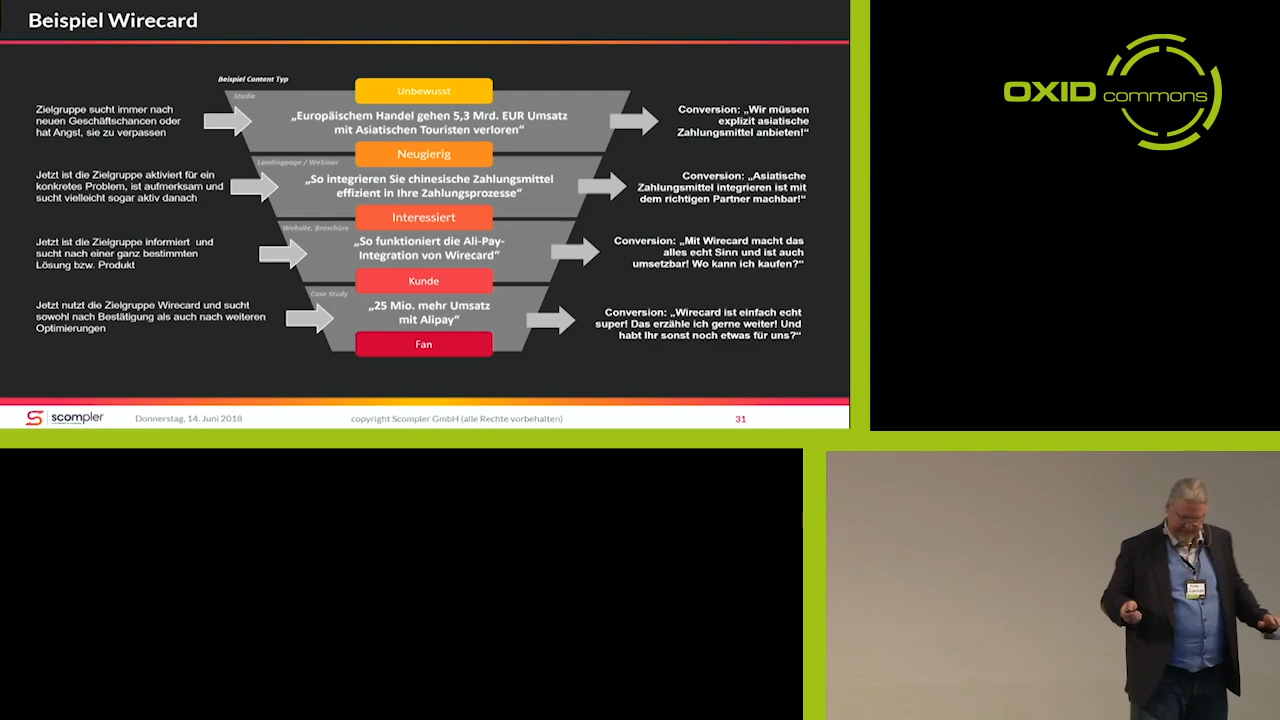 Beispiel Wirecard
OXID commons
Beispiel Content Typ
Unbewusst
Studie
Zielgruppe sucht immer nach
neuen Geschäftschancen oder
hat Angst, sie zu verpassen
„Europäischem Handel gehen 5,3 Mrd. EUR Umsatz
mit Asiatischen Touristen verloren“
Conversion: „Wir müssen
explizit asiatische
Zahlungsmittel anbieten!“
Neugierig
Landingpage / Webinar
Jetzt ist die Zielgruppe aktiviert für ein
konkretes Problem, ist aufmerksam und
sucht vielleicht sogar aktiv danach
„So integrieren Sie chinesische Zahlungsmittel
effizient in Ihre Zahlungsprozesse“
Conversion: „Asiatische
Zahlungsmittel integrieren ist mit
dem richtigen Partner machbar!“
Interessiert
Website, Broschüre
Jetzt ist die Zielgruppe informiert und
sucht nach einer ganz bestimmten
Lösung bzw. Produkt
„So funktioniert die Ali-Pay-
Integration von Wirecard“
Conversion: „Mit Wirecard macht das
alles echt Sinn und ist auch
umsetzbar! Wo kann ich kaufen?“
Kunde
Case Study
Jetzt nutzt die Zielgruppe Wirecard und sucht
sowohl nach Bestätigung als auch nach weiteren
Optimierungen
„25 Mio. mehr Umsatz
mit Alipay“
Conversion: „Wirecard ist einfach echt
super! Das erzähle ich gerne weiter! Und
habt Ihr sonst noch etwas für uns?“
Fan
scompler
Donnerstag, 14. Juni 2018
copyright Scompler GmbH (alle Rechte vorbehalten)
31